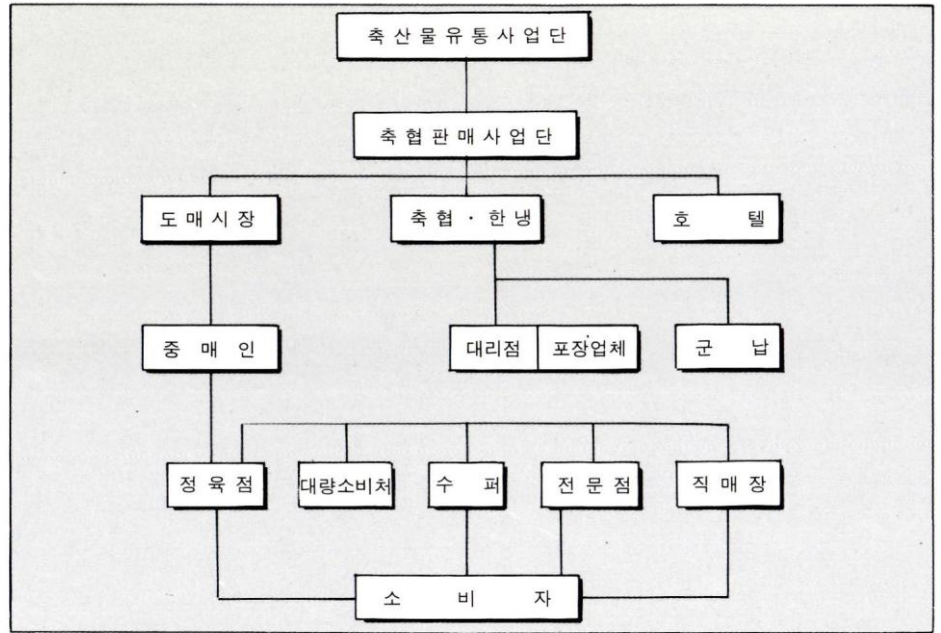 축산물유통사업단
축협판매사업단
도매시장 축협·한냉 호텔
중매인 대리점 포장업체 군납
정육점 대량소비처 수퍼 전문점 직매장
소비자